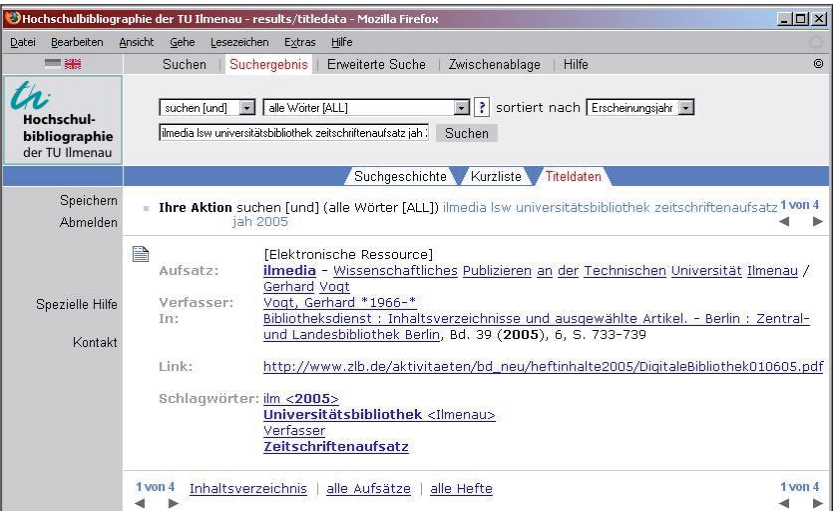 Hochschulbibliographie der TU Ilmenau - results/titledata - Mozilla Firefox
Datei Bearbeiten Ansicht Gehe Lesezeichen Extras Hilfe
Suchen | Suchergebnis | Erweiterte Suche | Zwischenablage | Hilfe ©
th
Hochschul-
bibliographie
der TU Ilmenau
suchen [und] alle Wörter [ALL] ? sortiert nach Erscheinungsjahr
ilmedia lsw universitätsbibliothek zeitschriftenaufsatz jah 2 Suchen
Suchgeschichte Kurzliste Titeldaten
Speichern
Abmelden
Spezielle Hilfe
Kontakt
Ihre Aktion suchen [und] (alle Wörter [ALL]) ilmedia lsw universitätsbibliothek zeitschriftenaufsatz 1 von 4
jah 2005
[Elektronische Ressource]
Aufsatz: ilmedia - Wissenschaftliches Publizieren an der Technischen Universität Ilmenau /
Gerhard Vogt
Verfasser: Vogt, Gerhard *1966-*
In: Bibliotheksdienst : Inhaltsverzeichnisse und ausgewählte Artikel. - Berlin : Zentral-
und Landesbibliothek Berlin, Bd. 39 (2005), 6, S. 733-739
Link: http://www.zlb.de/aktivitaeten/bd_neu/heftinhalte2005/DigitaleBibliothek010605.pdf
Schlagwörter: ilm <2005>
Universitätsbibliothek <Ilmenau>
Verfasser
Zeitschriftenaufsatz
1 von 4 Inhaltsverzeichnis | alle Aufsätze | alle Hefte 1 von 4